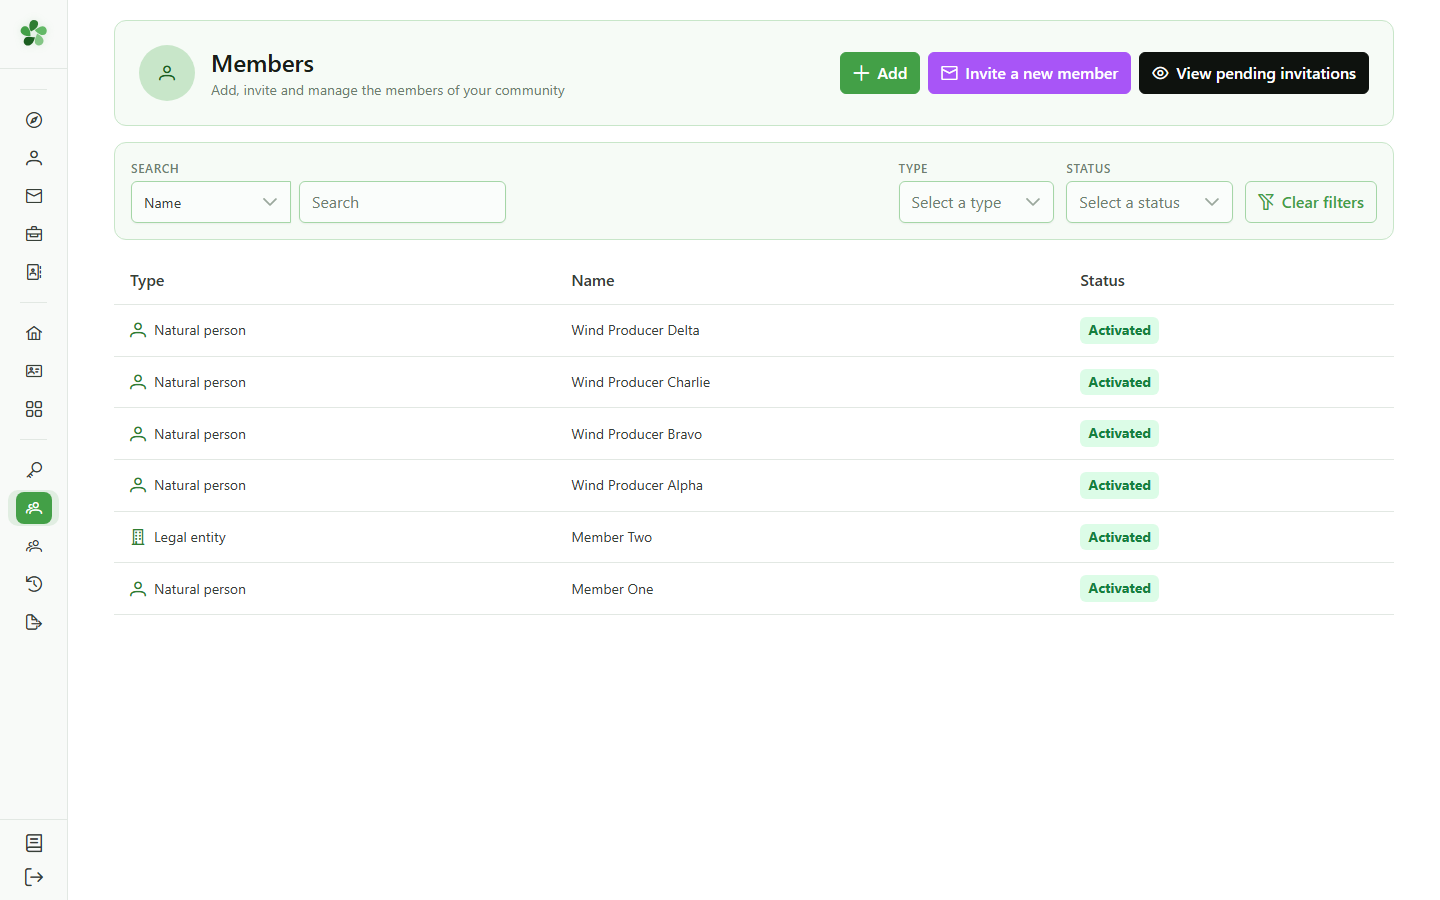 Members
Add, invite and manage the members of your community
Add
Invite a new member
View pending invitations
SEARCH
TYPE
STATUS
Name
Search
Select a type
Select a status
Clear filters
Type Name Status
Natural person Wind Producer Delta Activated
Natural person Wind Producer Charlie Activated
Natural person Wind Producer Bravo Activated
Natural person Wind Producer Alpha Activated
Legal entity Member Two Activated
Natural person Member One Activated